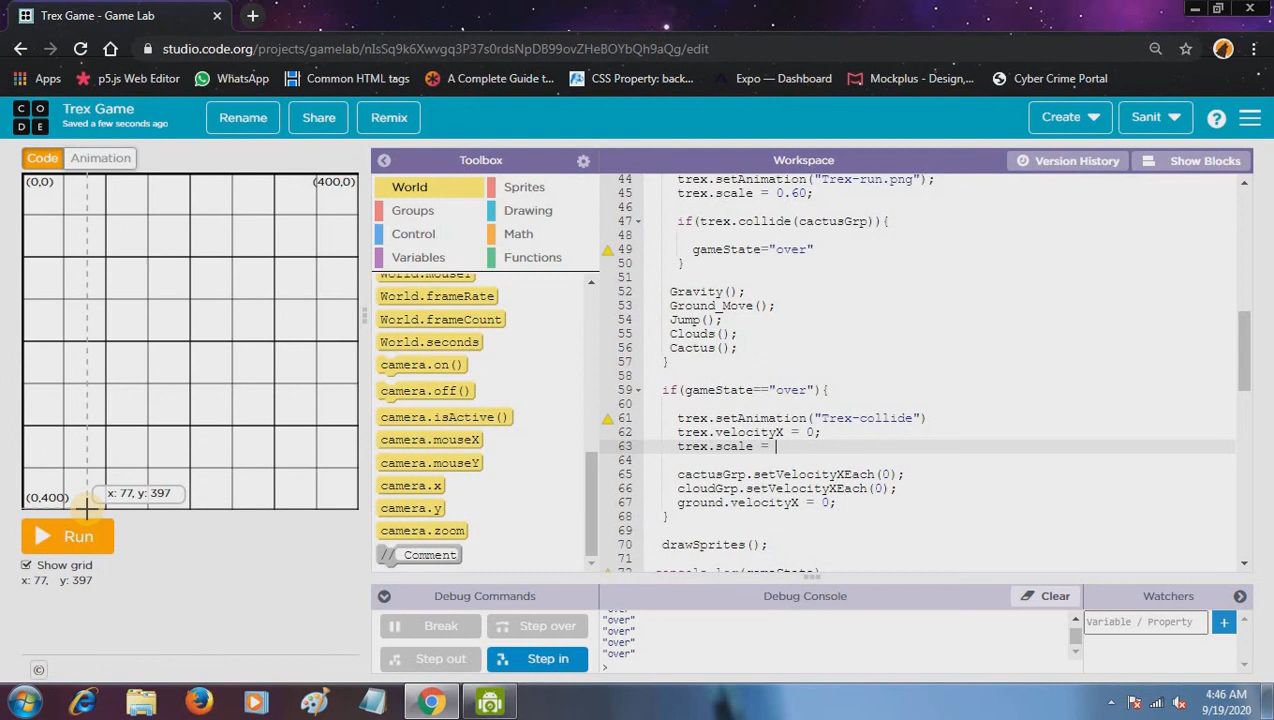 Trex Game - Game Lab
studio.code.org/projects/gamelab/nIsSq9k6Xwvgq3P37s0rdsNpDB99ovZHeBOYbQh9aQg/edit
Apps
p5.js Web Editor
WhatsApp
Common HTML tags
A Complete Guide t...
CSS Property: back...
Expo — Dashboard
Mockplus - Design,...
Cyber Crime Portal
C O
D E
Trex Game
Saved a few seconds ago
Rename
Share
Remix
Create
Sanit
?
Code
Animation
Toolbox
Workspace
Version History
Show Blocks
(0,0)
(400,0)
(0,400)
x: 77, y: 397
Run
Show grid
x: 77, y: 397
World
Sprites
Groups
Drawing
Control
Math
Variables
Functions
World.mouseY
World.frameRate
World.frameCount
World.seconds
camera.on()
camera.off()
camera.isActive()
camera.mouseX
camera.mouseY
camera.x
camera.y
camera.zoom
// Comment
44 trex.setAnimation("Trex-run.png");
45 trex.scale = 0.60;
46
47 if(trex.collide(cactusGrp)){
48
49 gameState="over"
50 }
51
52 Gravity();
53 Ground_Move();
54 Jump();
55 Clouds();
56 Cactus();
57 }
58
59 if(gameState=="over"){
60
61 trex.setAnimation("Trex-collide")
62 trex.velocityX = 0;
63 trex.scale =
64
65 cactusGrp.setVelocityXEach(0);
66 cloudGrp.setVelocityXEach(0);
67 ground.velocityX = 0;
68 }
69
70 drawSprites();
71
72 console.log(gameState)
Debug Commands
Debug Console
Clear
Watchers
Break
Step over
Step out
Step in
"over"
"over"
"over"
"over"
"over"
>
Variable / Property
+
©
4:46 AM
9/19/2020